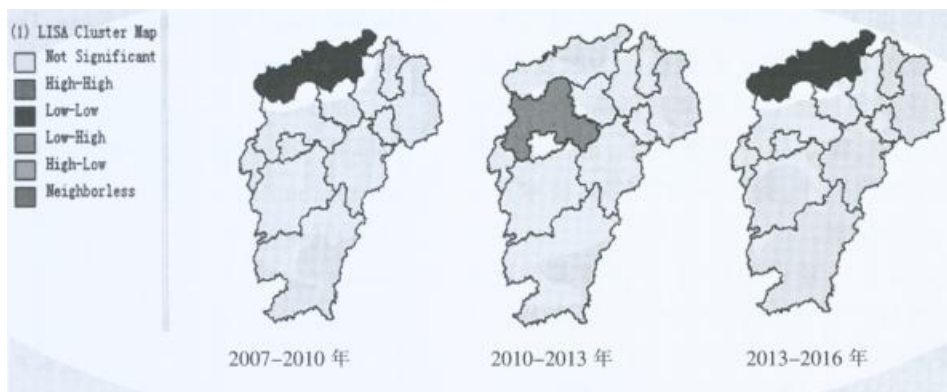 (1) LISA Cluster Map
Not Significant
High-High
Low-Low
Low-High
High-Low
Neighborless
2007–2010 年
2010–2013 年
2013–2016 年